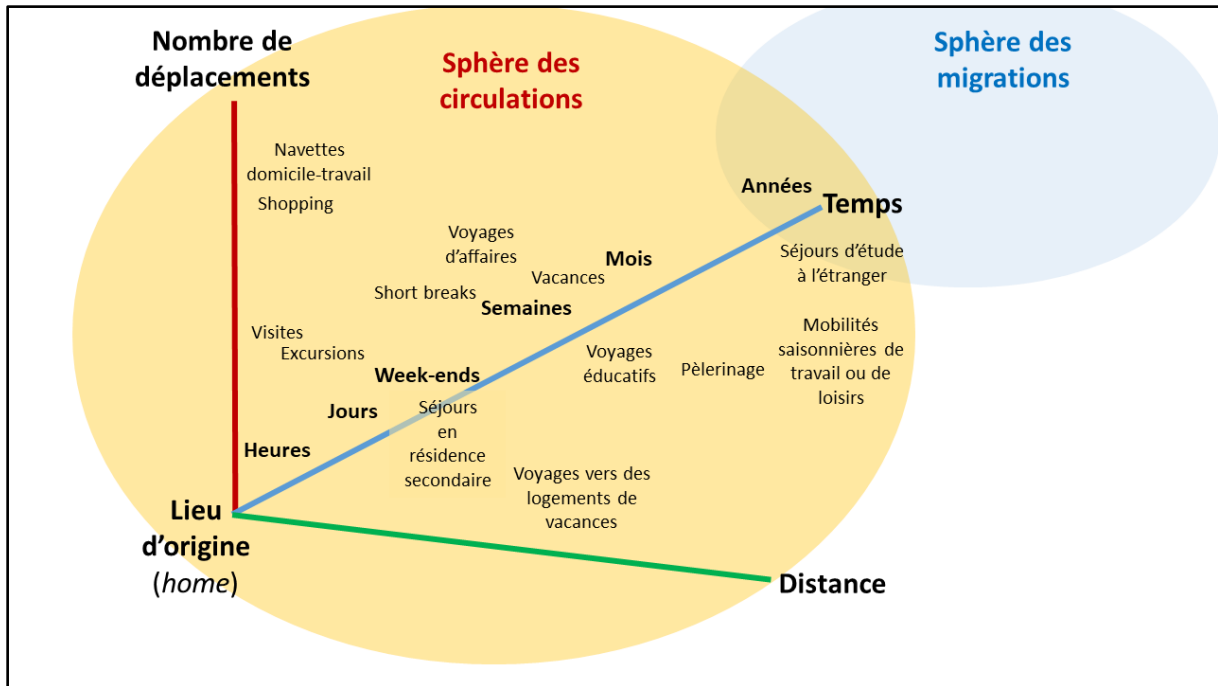 Nombre de
déplacements
Sphère des
circulations
Sphère des
migrations
Navettes
domicile-travail
Shopping
Années
Temps
Voyages
d’affaires
Mois
Vacances
Séjours d’étude
à l’étranger
Short breaks
Semaines
Visites
Excursions
Voyages
éducatifs
Pèlerinage
Mobilités
saisonnières de
travail ou de
loisirs
Week-ends
Jours
Séjours
en
résidence
secondaire
Heures
Voyages vers des
logements de
vacances
Lieu
d’origine
(home)
Distance